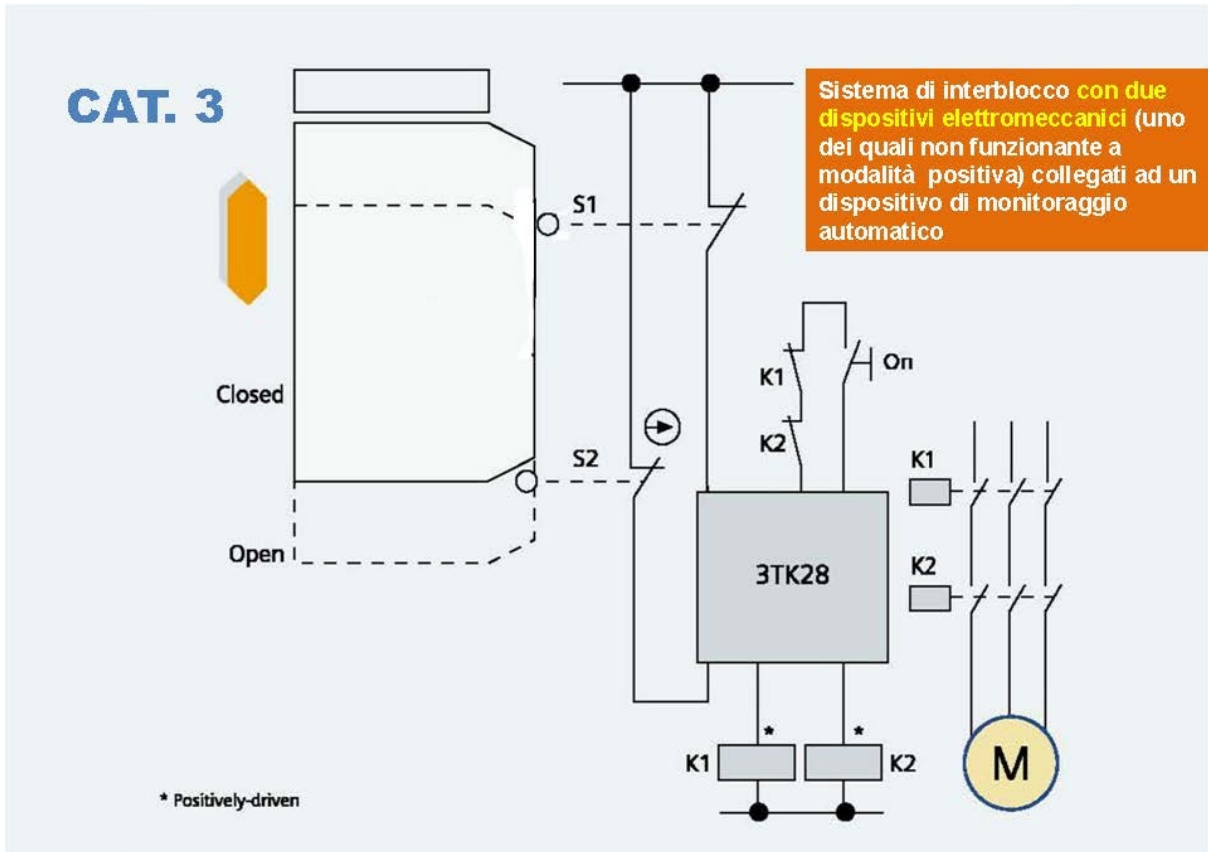 CAT. 3
Sistema di interblocco con due
dispositivi elettromeccanici (uno
dei quali non funzionante a
modalità positiva) collegati ad un
dispositivo di monitoraggio
automatico
S1
K1
On
Closed
K2
S2
K1
Open
3TK28
K2
*
*
K1
K2
M
* Positively-driven